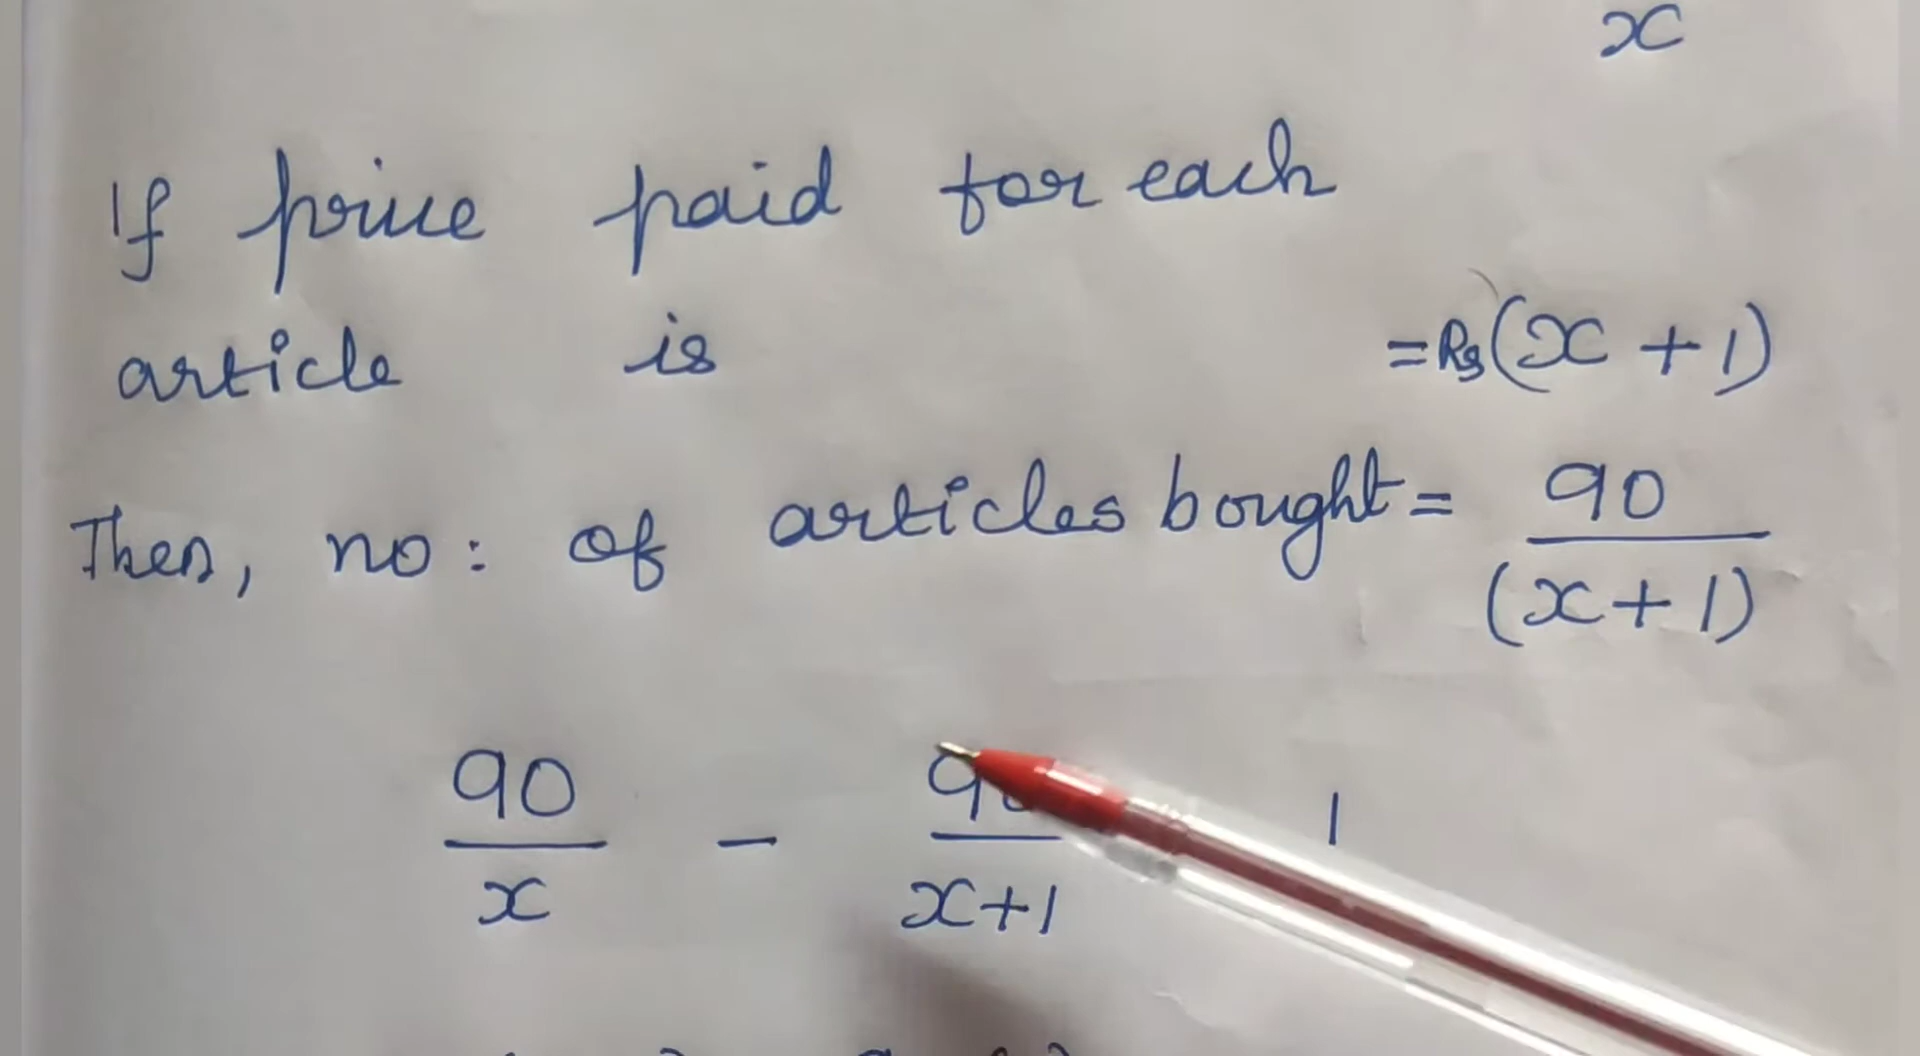 x
If price paid for each
article is =Rs(x + 1)
Then, no: of articles bought = 90
(x+1)
90 - 90 1
x x+1